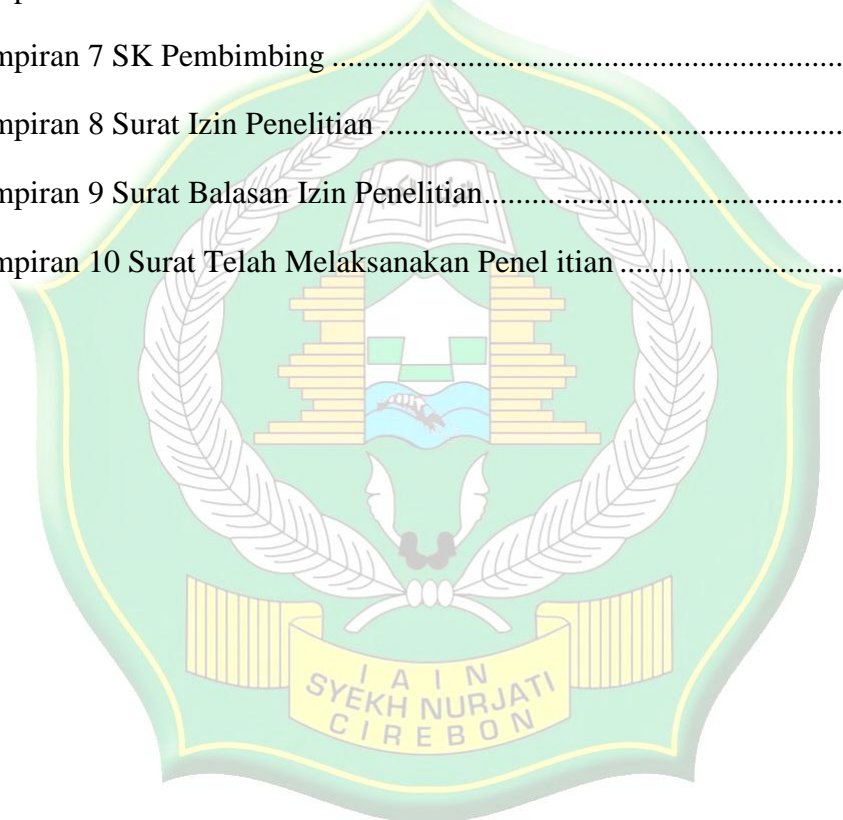 mpiran 7 SK Pembimbing ......................................................................
mpiran 8 Surat Izin Penelitian ................................................................
mpiran 9 Surat Balasan Izin Penelitian...................................................
mpiran 10 Surat Telah Melaksanakan Penel itian ...................................
IAIN
SYEKH NURJATI
CIREBON